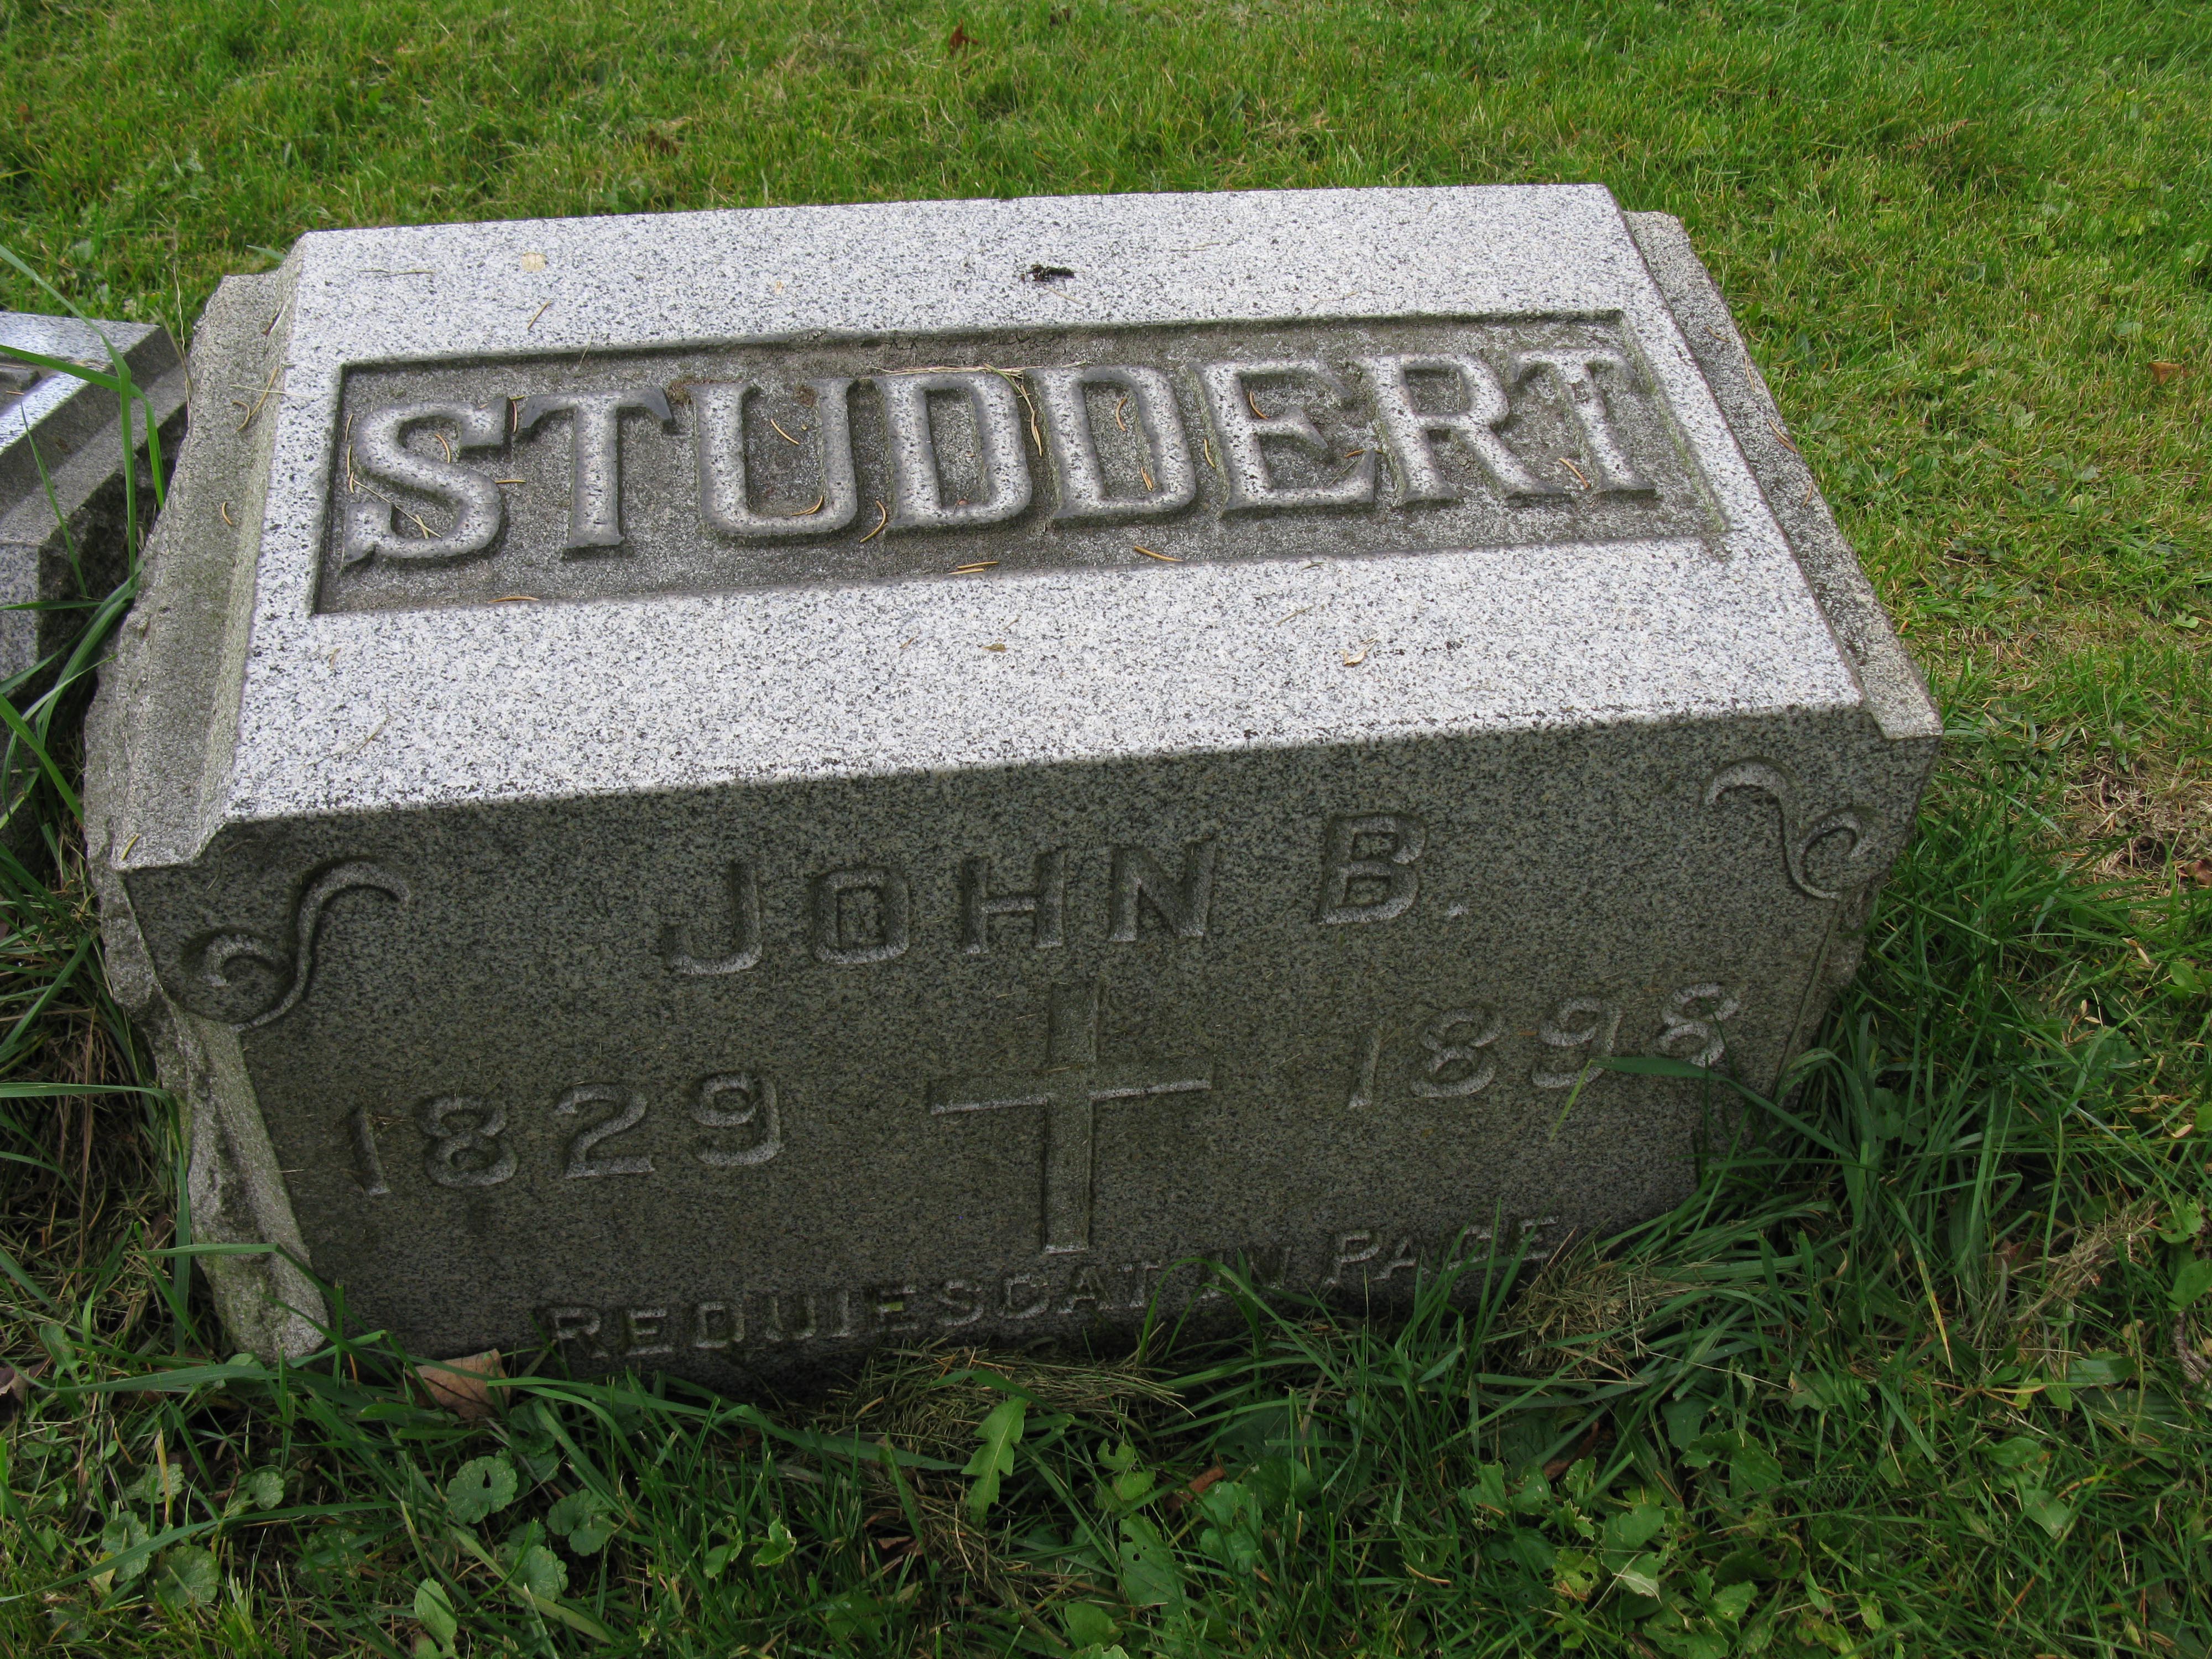 STUDDERT
JOHN B.
1829 1898
REQUIESCAT IN PACE